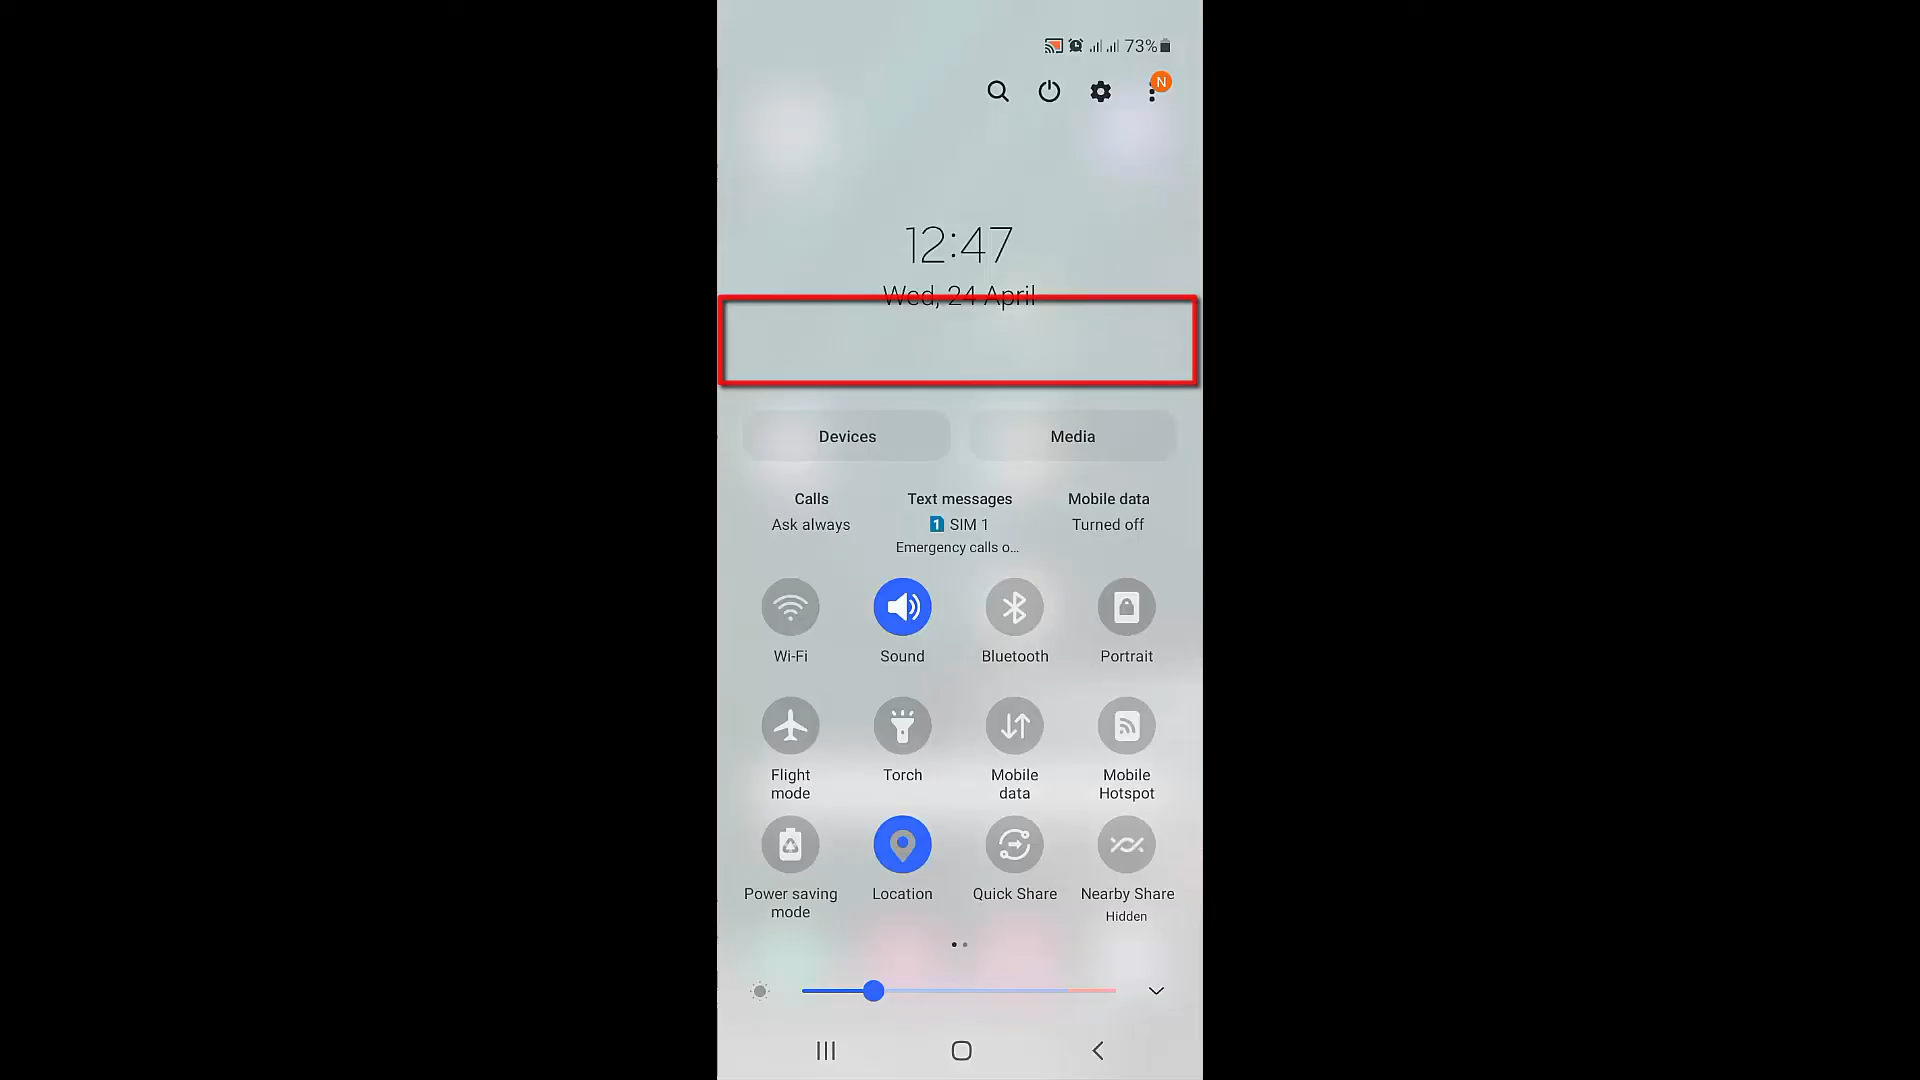 73%
N
12:47
Wed, 24 April
Devices
Media
Calls
Text messages
Mobile data
Ask always
1 SIM 1
Turned off
Emergency calls o...
Wi-Fi
Sound
Bluetooth
Portrait
Flight
mode
Torch
Mobile
data
Mobile
Hotspot
Power saving
mode
Location
Quick Share
Nearby Share
Hidden